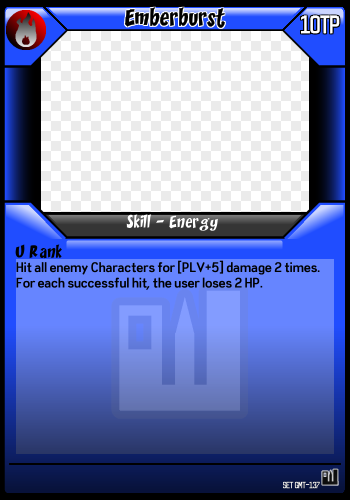 Emberburst
10TP
Skill - Energy
U Rank
Hit all enemy Characters for [PLV+5] damage 2 times.
For each successful hit, the user loses 2 HP.
SET GMT-137